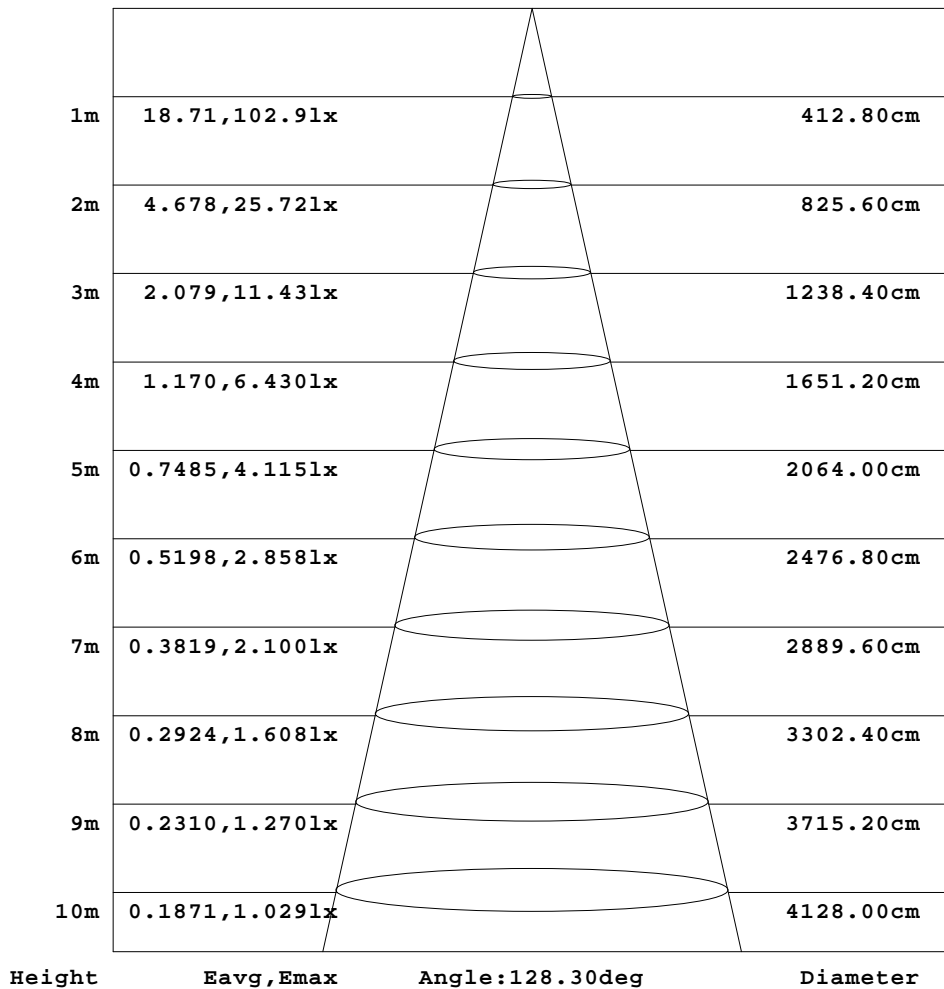 1m 18.71,102.9lx 412.80cm
2m 4.678,25.72lx 825.60cm
3m 2.079,11.43lx 1238.40cm
4m 1.170,6.430lx 1651.20cm
5m 0.7485,4.115lx 2064.00cm
6m 0.5198,2.858lx 2476.80cm
7m 0.3819,2.100lx 2889.60cm
8m 0.2924,1.608lx 3302.40cm
9m 0.2310,1.270lx 3715.20cm
10m 0.1871,1.029lx 4128.00cm
Height Eavg,Emax Angle:128.30deg Diameter